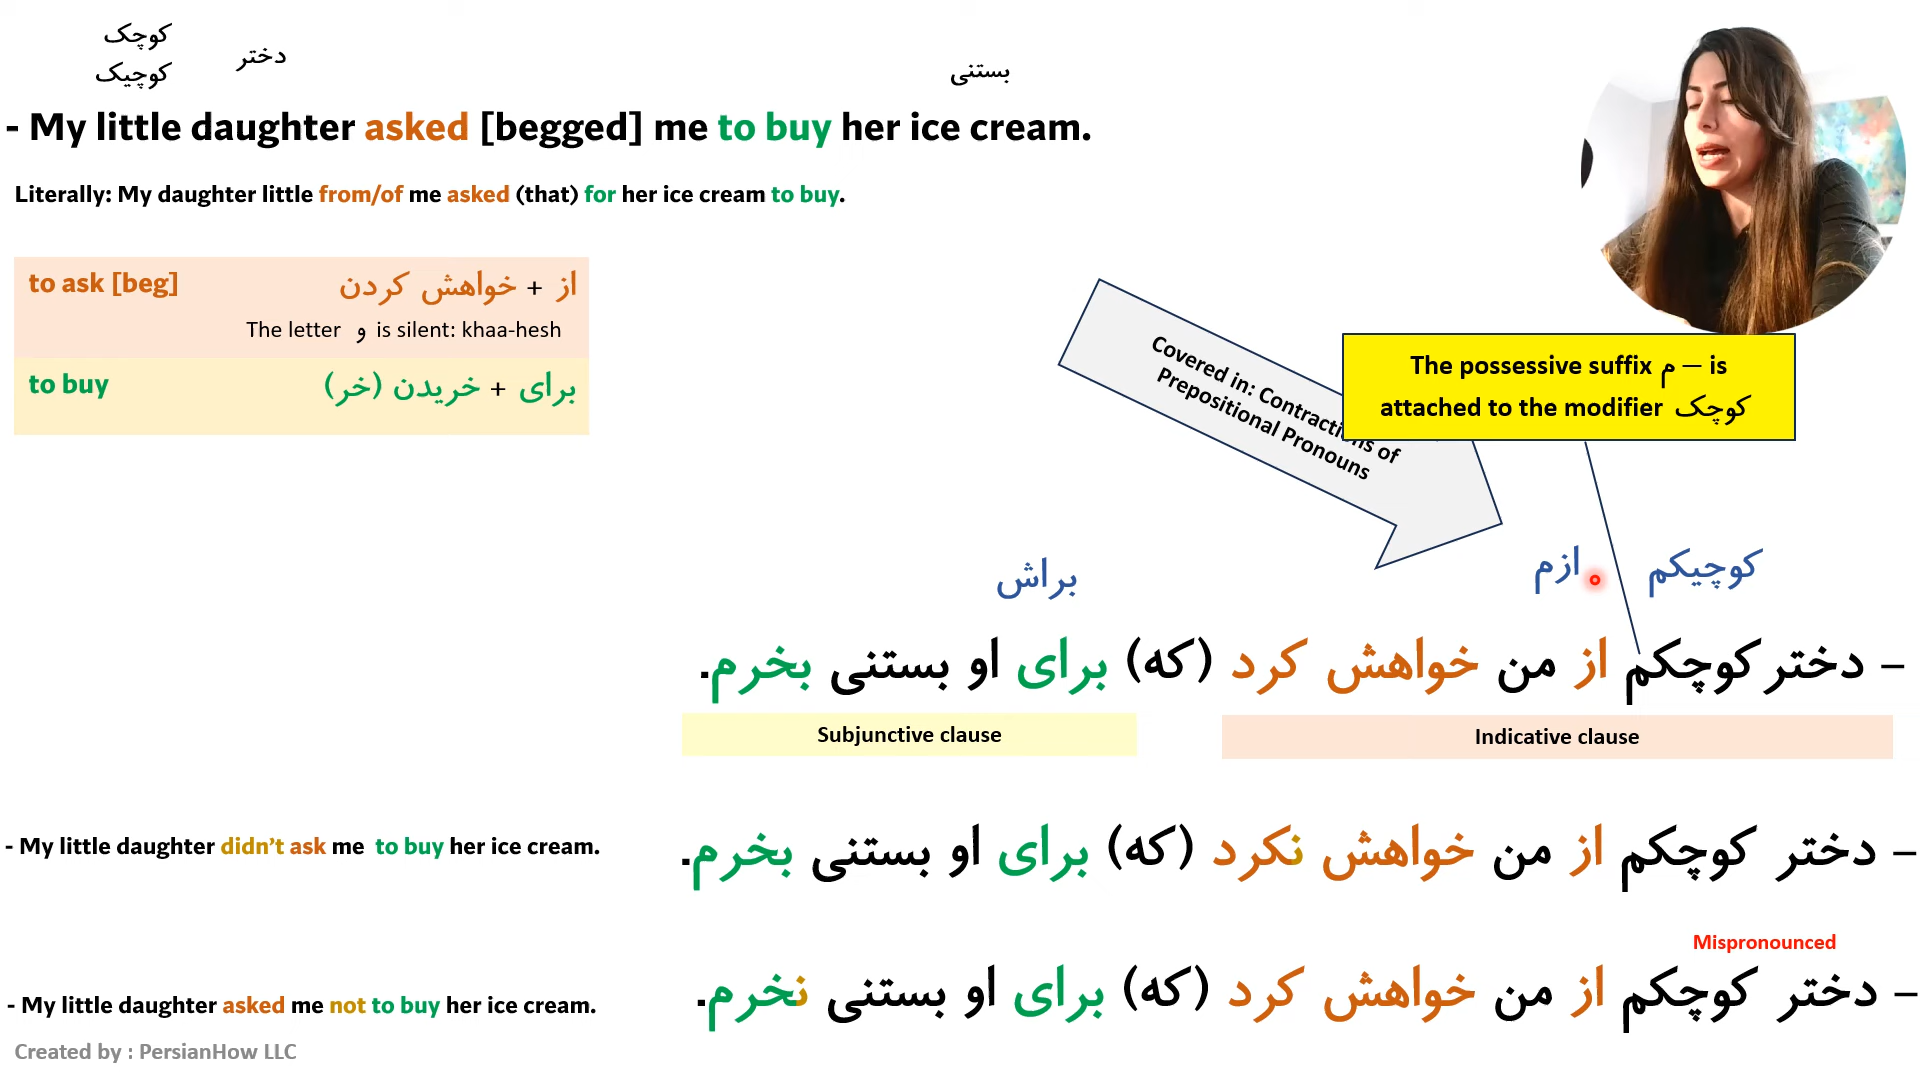 کوچک
کوچیک
دختر
بستنی
- My little daughter asked [begged] me to buy her ice cream.
Literally: My daughter little from/of me asked (that) for her ice cream to buy.
to ask [beg]
از + خواهش کردن
The letter و is silent: khaa-hesh
to buy
برای + خریدن (خر)
Covered in: Contractions of
Prepositional Pronouns
The possessive suffix م – is
attached to the modifier کوچک
کوچیکم
ازم
براش
– دختر کوچکم از من خواهش کرد (که) برای او بستنی بخرم.
Subjunctive clause
Indicative clause
- My little daughter didn’t ask me to buy her ice cream.
– دختر کوچکم از من خواهش نکرد (که) برای او بستنی بخرم.
Mispronounced
- My little daughter asked me not to buy her ice cream.
– دختر کوچکم از من خواهش کرد (که) برای او بستنی نخرم.
Created by : PersianHow LLC